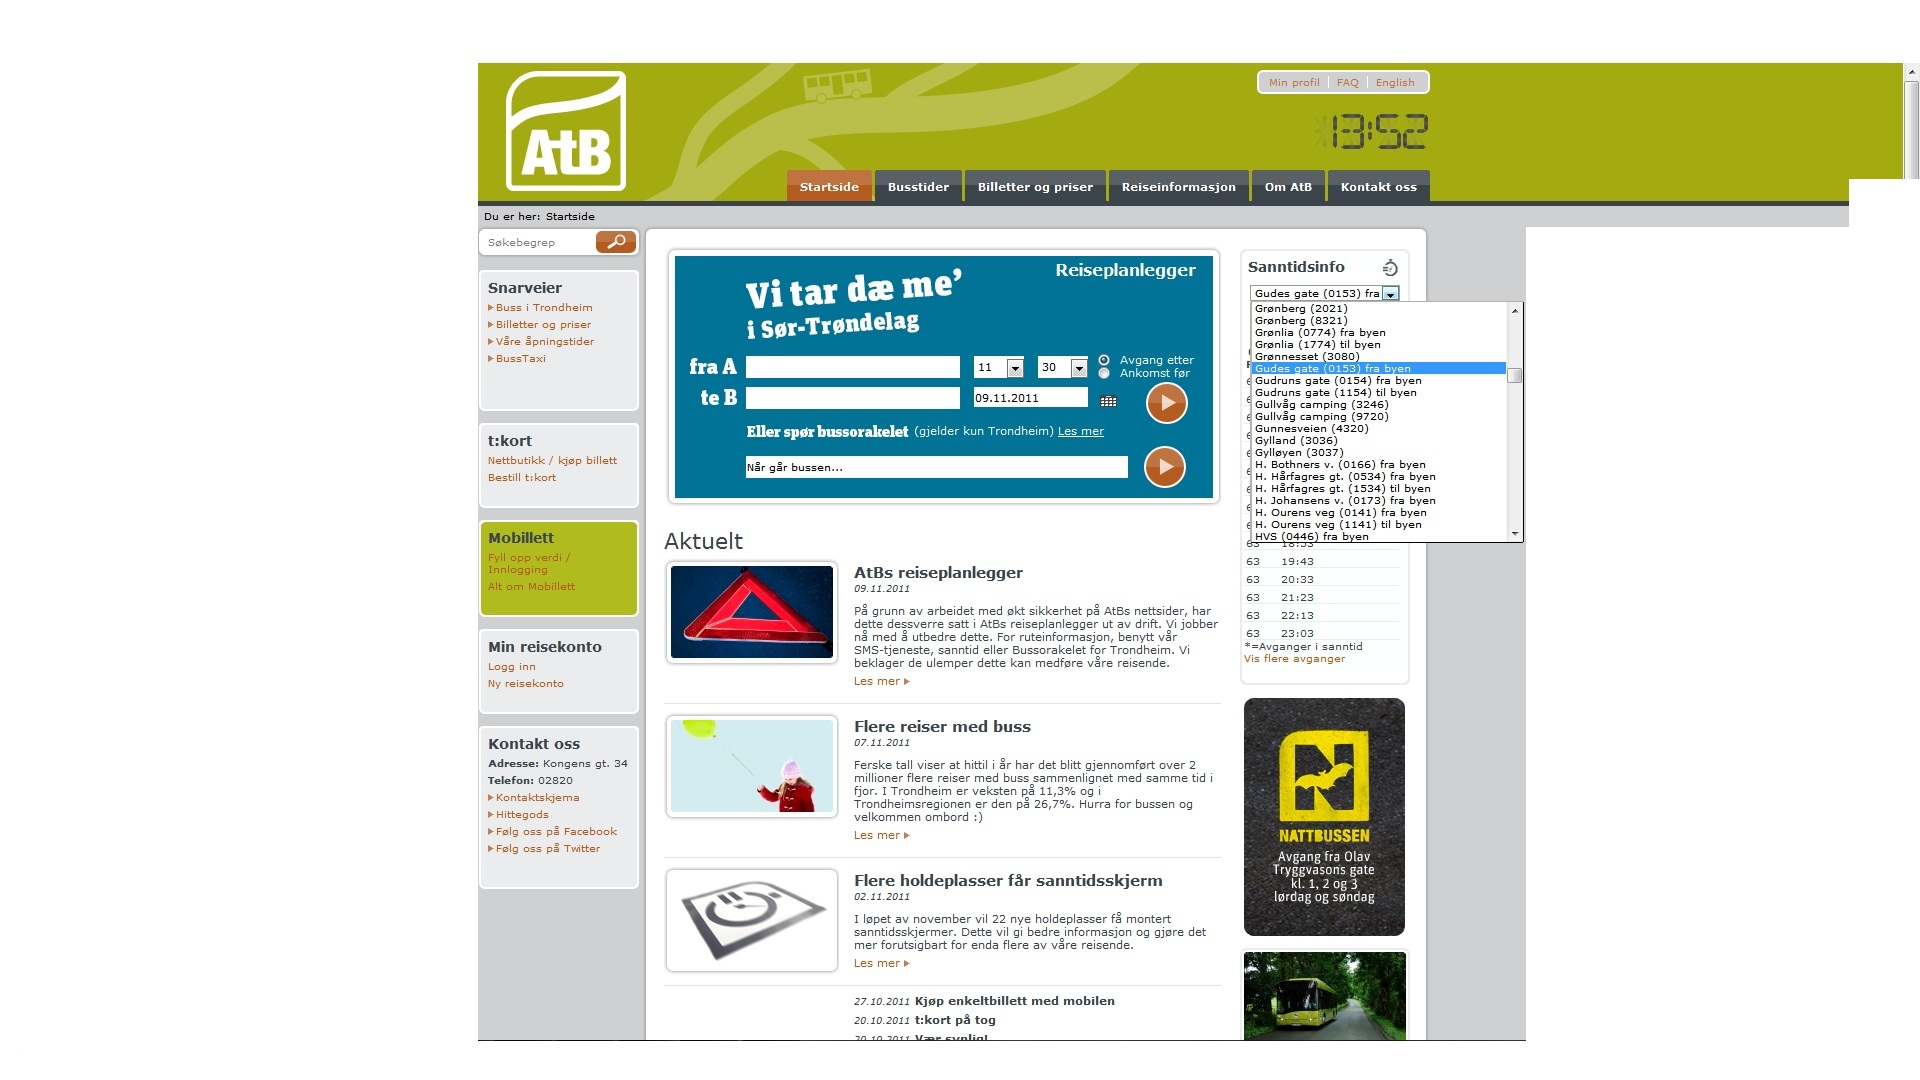 AtB
Min profil | FAQ | English
13:52
Startside
Busstider
Billetter og priser
Reiseinformasjon
Om AtB
Kontakt oss
Du er her: Startside
Søkebegrep
Snarveier
Buss i Trondheim
Billetter og priser
Våre åpningstider
BussTaxi
t:kort
Nettbutikk / kjøp billett
Bestill t:kort
Mobillett
Fyll opp verdi /
Innlogging
Alt om Mobillett
Min reisekonto
Logg inn
Ny reisekonto
Kontakt oss
Adresse: Kongens gt. 34
Telefon: 02820
Kontaktskjema
Hittegods
Følg oss på Facebook
Følg oss på Twitter
Reiseplanlegger
Vi tar dæ me'
i Sør-Trøndelag
fra A
11
30
Avgang etter
Ankomst før
te B
09.11.2011
Eller spør bussorakelet (gjelder kun Trondheim) Les mer
Når går bussen...
Aktuelt
AtBs reiseplanlegger
09.11.2011
På grunn av arbeidet med økt sikkerhet på AtBs nettsider, har
dette dessverre satt i AtBs reiseplanlegger ut av drift. Vi jobber
nå med å utbedre dette. For ruteinformasjon, benytt vår
SMS-tjeneste, sanntid eller Bussorakelet for Trondheim. Vi
beklager de ulemper dette kan medføre våre reisende.
Les mer
Flere reiser med buss
07.11.2011
Ferske tall viser at hittil i år har det blitt gjennomført over 2
millioner flere reiser med buss sammenlignet med samme tid i
fjor. I Trondheim er veksten på 11,3% og i
Trondheimsregionen er den på 26,7%. Hurra for bussen og
velkommen ombord :)
Les mer
Flere holdeplasser får sanntidsskjerm
02.11.2011
I løpet av november vil 22 nye holdeplasser få montert
sanntidsskjermer. Dette vil gi bedre informasjon og gjøre det
mer forutsigbart for enda flere av våre reisende.
Les mer
27.10.2011 Kjøp enkeltbillett med mobilen
20.10.2011 t:kort på tog
20.10.2011 Vær synlig!
Sanntidsinfo
Gudes gate (0153) fra
Grønberg (2021)
Grønberg (8321)
Grønlia (0774) fra byen
Grønlia (1774) til byen
Grønnesset (3080)
Gudes gate (0153) fra byen
Gudruns gate (0154) fra byen
Gudruns gate (1154) til byen
Gullvåg camping (3246)
Gullvåg camping (9720)
Gunnesveien (4320)
Gylland (3036)
Gylløyen (3037)
H. Bothners v. (0166) fra byen
H. Hårfagres gt. (0534) fra byen
H. Hårfagres gt. (1534) til byen
H. Johansens v. (0173) fra byen
H. Ourens veg (0141) fra byen
H. Ourens veg (1141) til byen
HVS (0446) fra byen
63 18:53
63 19:43
63 20:33
63 21:23
63 22:13
63 23:03
*=Avganger i sanntid
Vis flere avganger
N
NATTBUSSEN
Avgang fra Olav
Tryggvasons gate
kl. 1, 2 og 3
lørdag og søndag